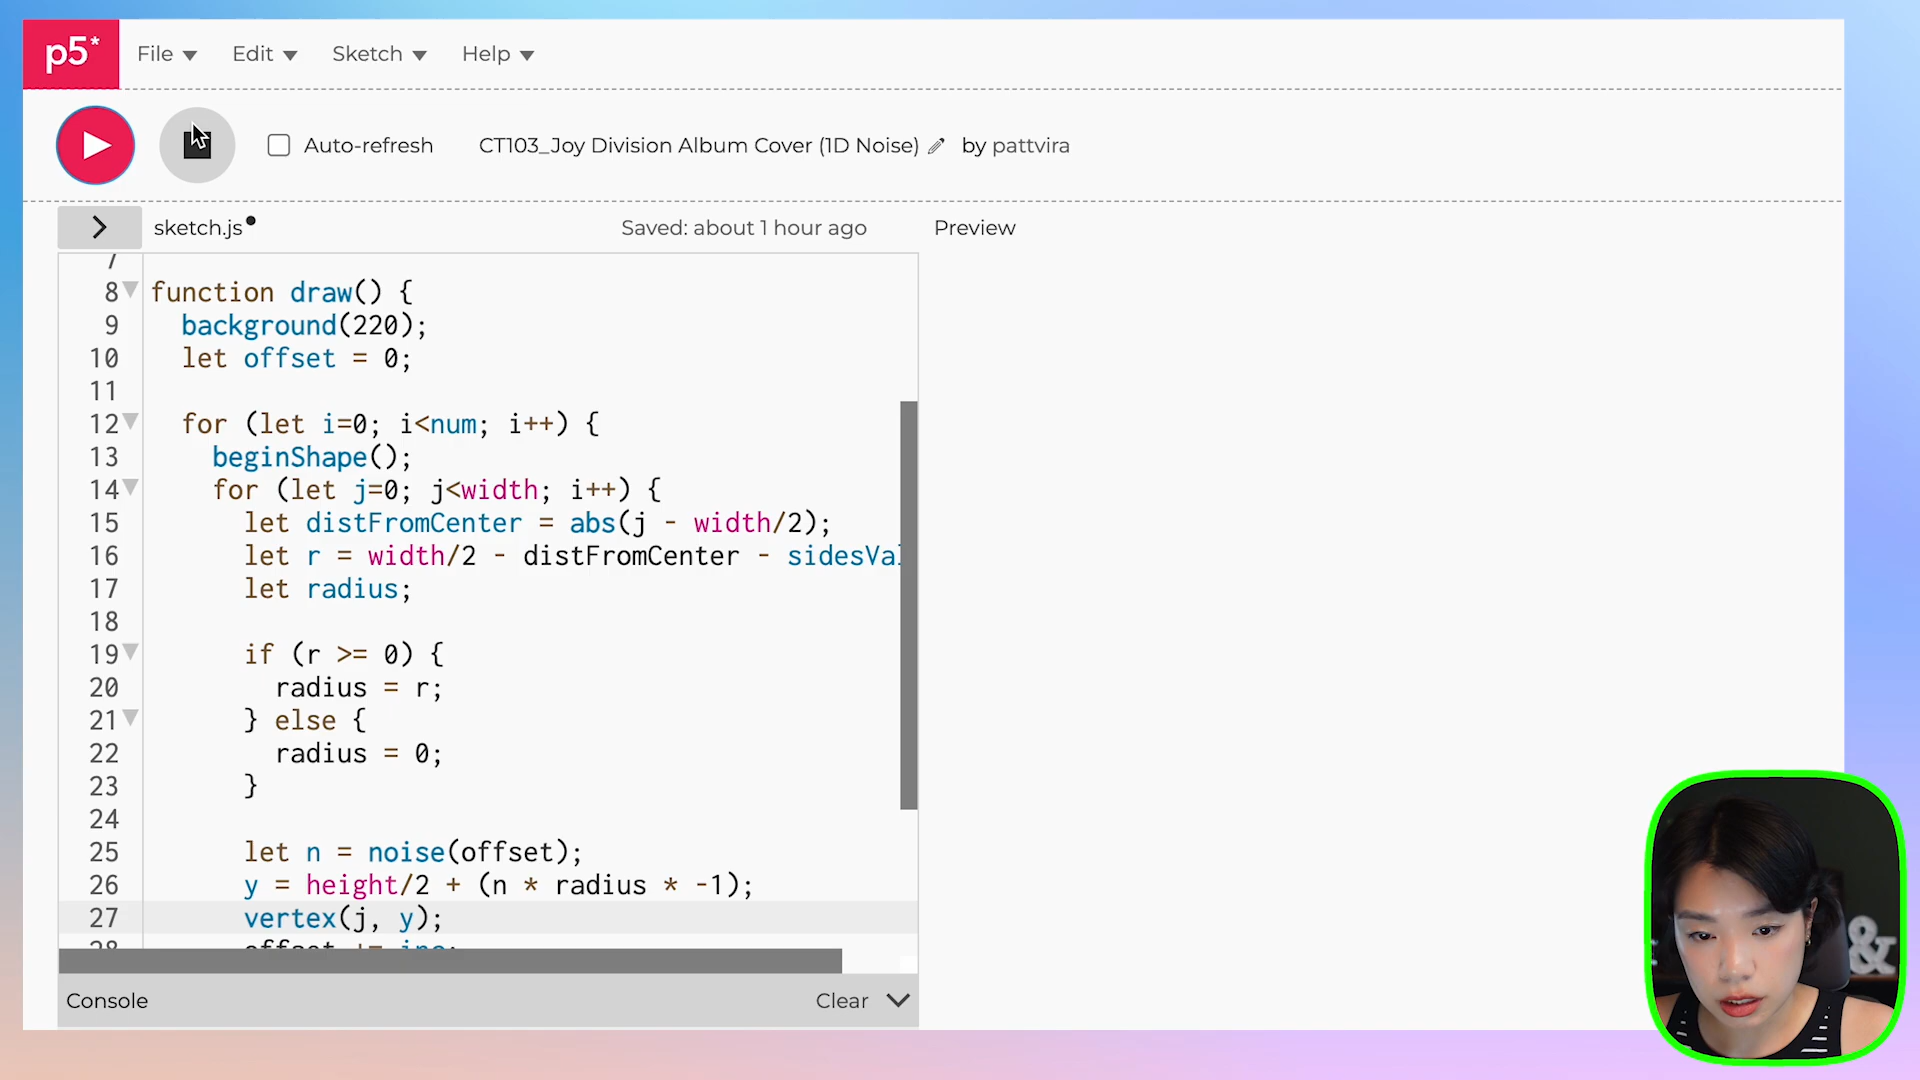 p5*
File Edit Sketch Help
Auto-refresh CT103_Joy Division Album Cover (1D Noise) by pattvira
sketch.js Saved: about 1 hour ago Preview
7
8 function draw() {
9 background(220);
10 let offset = 0;
11
12 for (let i=0; i<num; i++) {
13 beginShape();
14 for (let j=0; j<width; i++) {
15 let distFromCenter = abs(j - width/2);
16 let r = width/2 - distFromCenter - sidesVal
17 let radius;
18
19 if (r >= 0) {
20 radius = r;
21 } else {
22 radius = 0;
23 }
24
25 let n = noise(offset);
26 y = height/2 + (n * radius * -1);
27 vertex(j, y);
28 offset += inc;
Console Clear
&